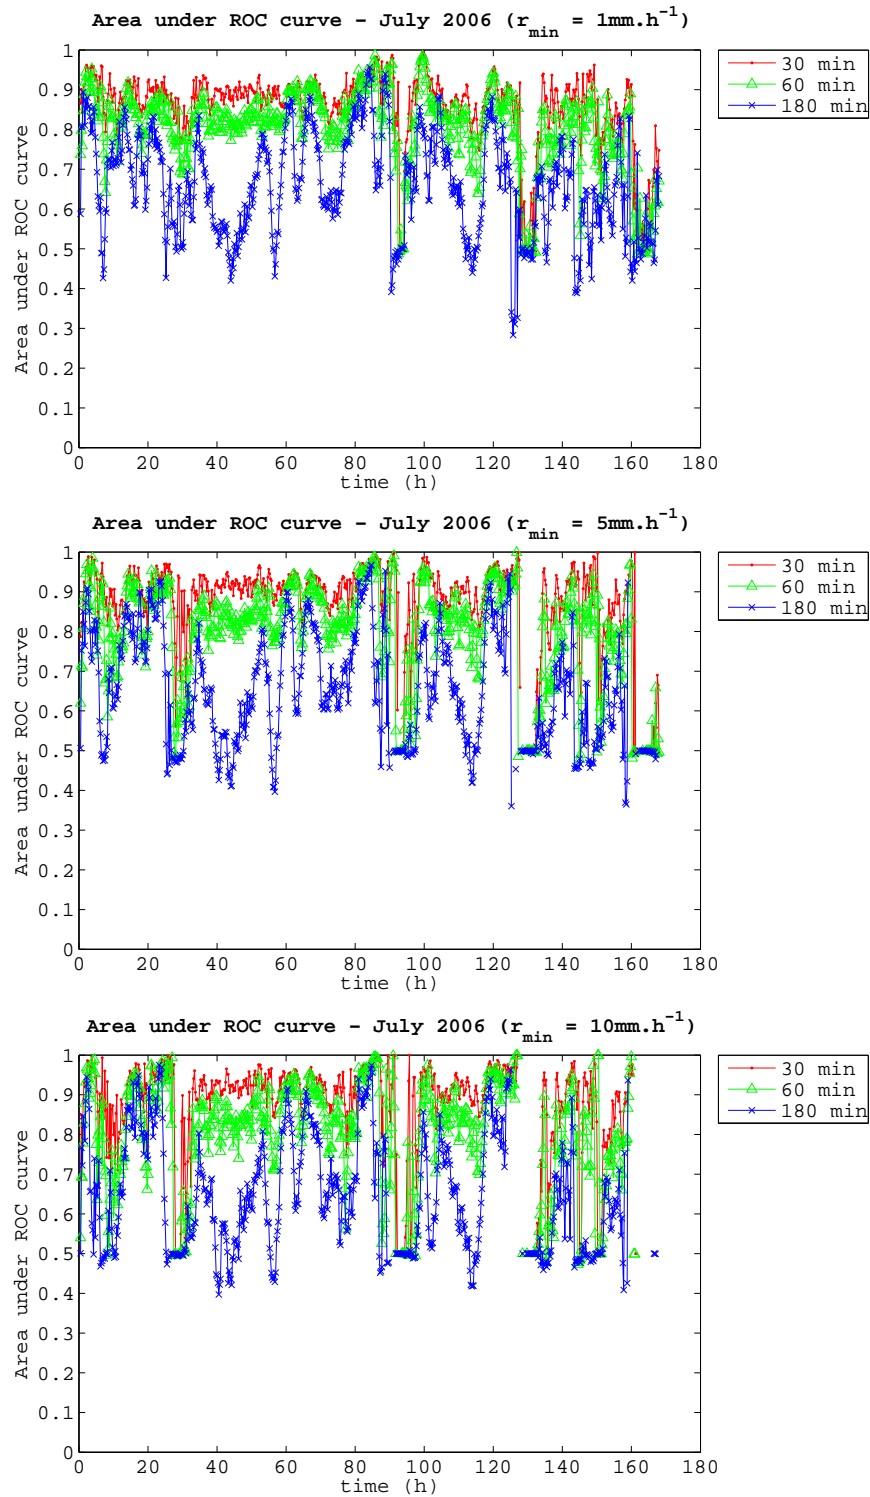 Area under ROC curve – July 2006 (r_min = 1mm.h^-1)
Area under ROC curve
1
0.9
0.8
0.7
0.6
0.5
0.4
0.3
0.2
0.1
0
0 20 40 60 80 100 120 140 160 180
time (h)
30 min
60 min
180 min
Area under ROC curve – July 2006 (r_min = 5mm.h^-1)
Area under ROC curve
1
0.9
0.8
0.7
0.6
0.5
0.4
0.3
0.2
0.1
0
0 20 40 60 80 100 120 140 160 180
time (h)
30 min
60 min
180 min
Area under ROC curve – July 2006 (r_min = 10mm.h^-1)
Area under ROC curve
1
0.9
0.8
0.7
0.6
0.5
0.4
0.3
0.2
0.1
0
0 20 40 60 80 100 120 140 160 180
time (h)
30 min
60 min
180 min